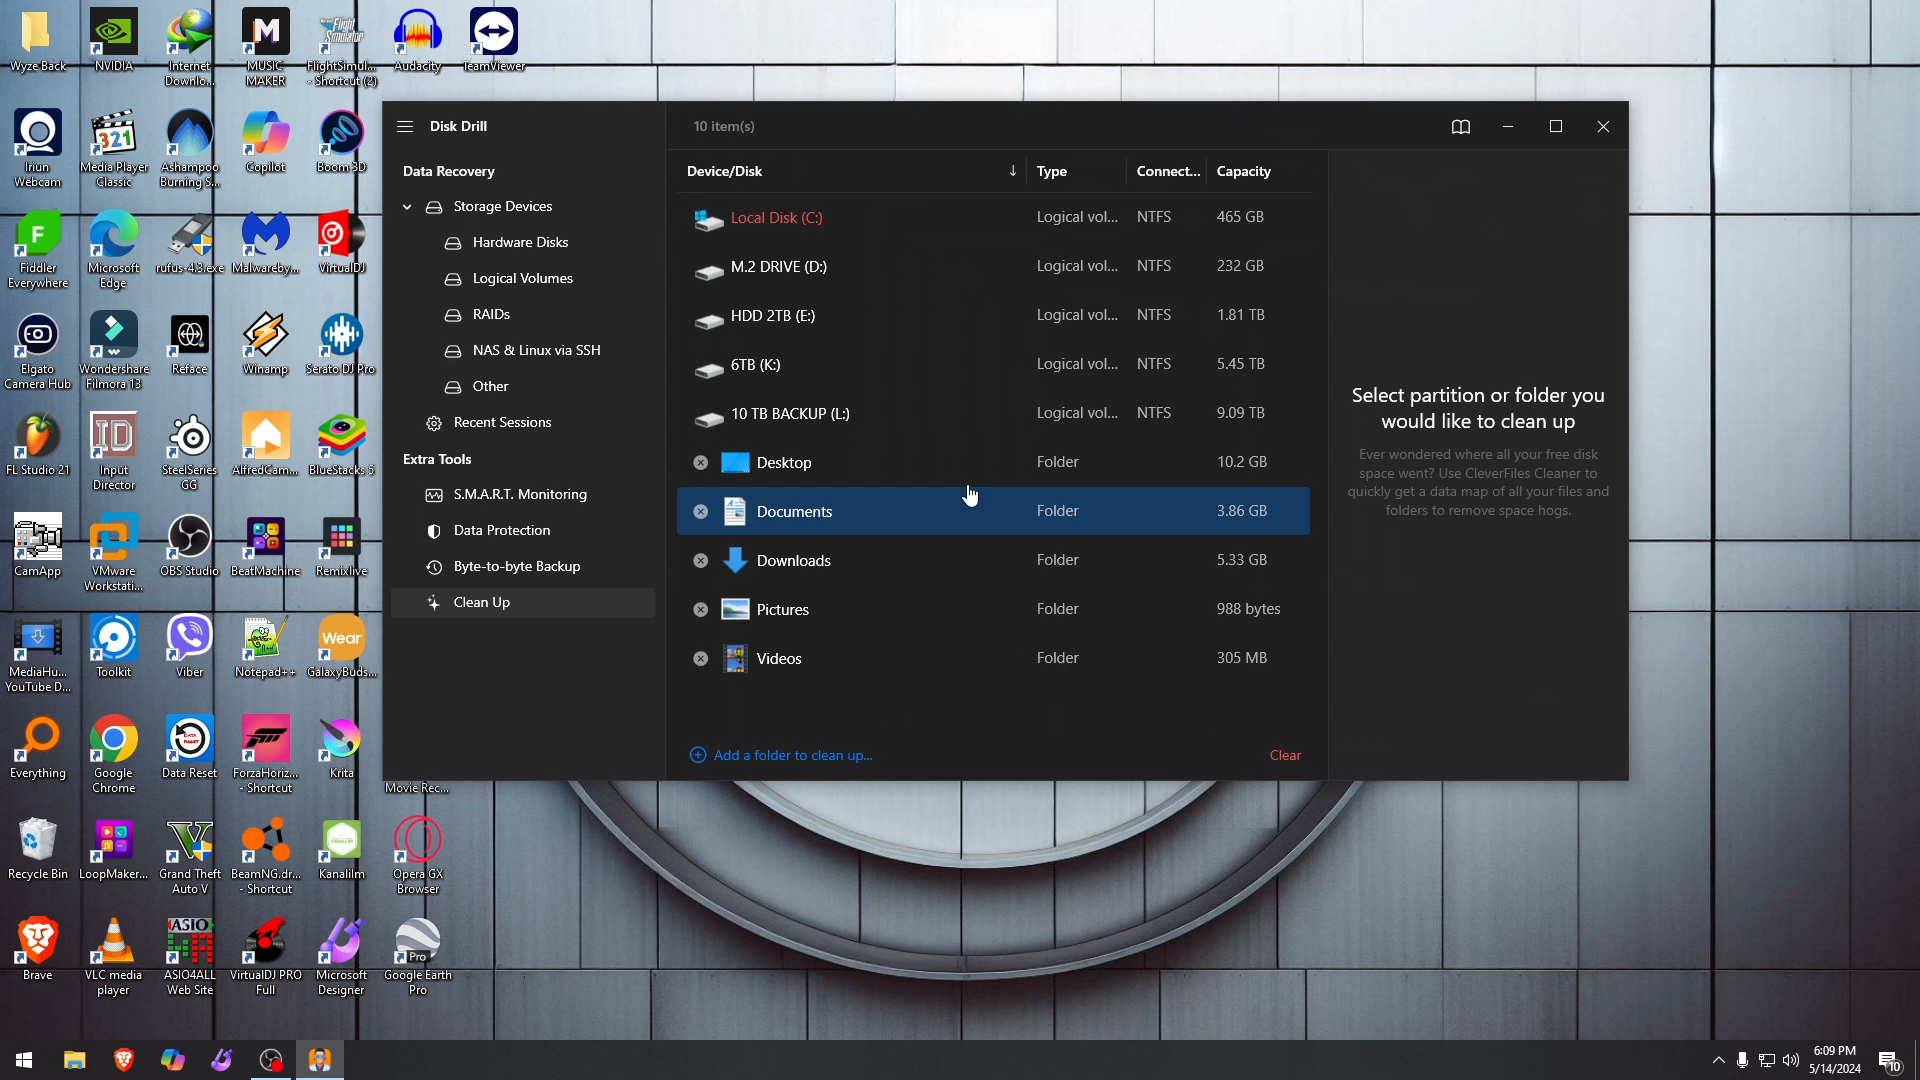 Wyze Back
NVIDIA
Internet
Downlo...
MUSIC
MAKER
FlightSimul...
- Shortcut (2)
Audacity
TeamViewer
Iriun
Webcam
Media Player
Classic
Ashampoo
Burning S...
Copilot
Boom 3D
Fiddler
Everywhere
Microsoft
Edge
rufus-4.3.exe
Malwareby...
VirtualDJ
Elgato
Camera Hub
Wondershare
Filmora 13
Reface
Winamp
Serato DJ Pro
FL Studio 21
Input
Director
SteelSeries
GG
AlfredCam...
BlueStacks 5
CamApp
VMware
Workstati...
OBS Studio
BeatMachine
Remixlive
MediaHu...
YouTube D...
Toolkit
Viber
Notepad++
Wear
GalaxyBuds...
Everything
Google
Chrome
DATA RESET
Data Reset
ForzaHoriz...
- Shortcut
Krita
Movie Rec...
Recycle Bin
LoopMaker...
Grand Theft
Auto V
BeamNG.dr...
- Shortcut
Kanalilm
Opera GX
Browser
Brave
VLC media
player
ASIO
4 ALL
ASIO4ALL
Web Site
VirtualDJ PRO
Full
Microsoft
Designer
Pro
Google Earth
Pro
Disk Drill
Data Recovery
Storage Devices
Hardware Disks
Logical Volumes
RAIDs
NAS & Linux via SSH
Other
Recent Sessions
Extra Tools
S.M.A.R.T. Monitoring
Data Protection
Byte-to-byte Backup
Clean Up
10 item(s)
Device/Disk ↓ Type Connect... Capacity
Local Disk (C:) Logical vol... NTFS 465 GB
M.2 DRIVE (D:) Logical vol... NTFS 232 GB
HDD 2TB (E:) Logical vol... NTFS 1.81 TB
6TB (K:) Logical vol... NTFS 5.45 TB
10 TB BACKUP (L:) Logical vol... NTFS 9.09 TB
Desktop Folder 10.2 GB
Documents Folder 3.86 GB
Downloads Folder 5.33 GB
Pictures Folder 988 bytes
Videos Folder 305 MB
Add a folder to clean up... Clear
Select partition or folder you
would like to clean up
Ever wondered where all your free disk
space went? Use CleverFiles Cleaner to
quickly get a data map of all your files and
folders to remove space hogs.
6:09 PM
5/14/2024
10